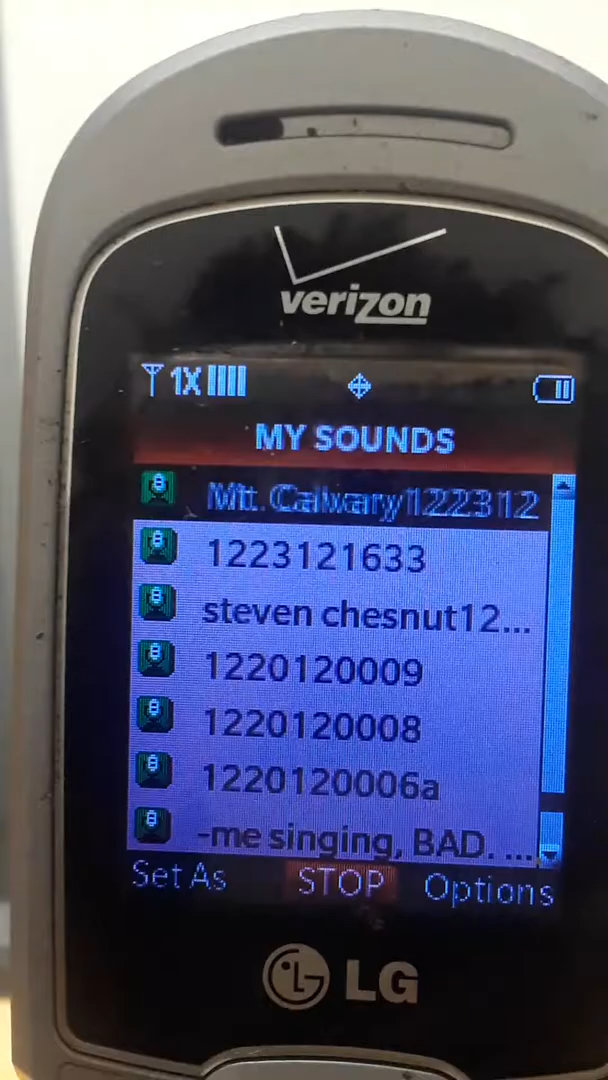 verizon
1X
MY SOUNDS
Mt. Calvary122312
1223121633
steven chesnut12...
1220120009
1220120008
1220120006a
-me singing, BAD. ...
Set As STOP Options
LG